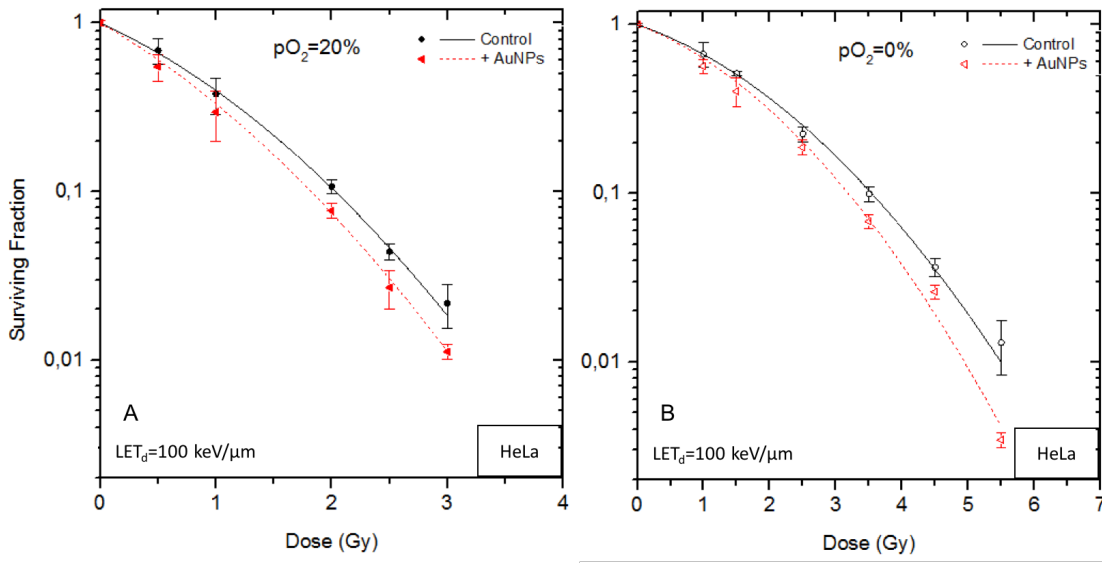 pO2=20%
Control
+ AuNPs
Surviving Fraction
1
0,1
0,01
A
LETd=100 keV/μm
HeLa
0
1
2
3
4
Dose (Gy)
pO2=0%
Control
+ AuNPs
1
0,1
0,01
B
LETd=100 keV/μm
HeLa
0
1
2
3
4
5
6
7
Dose (Gy)